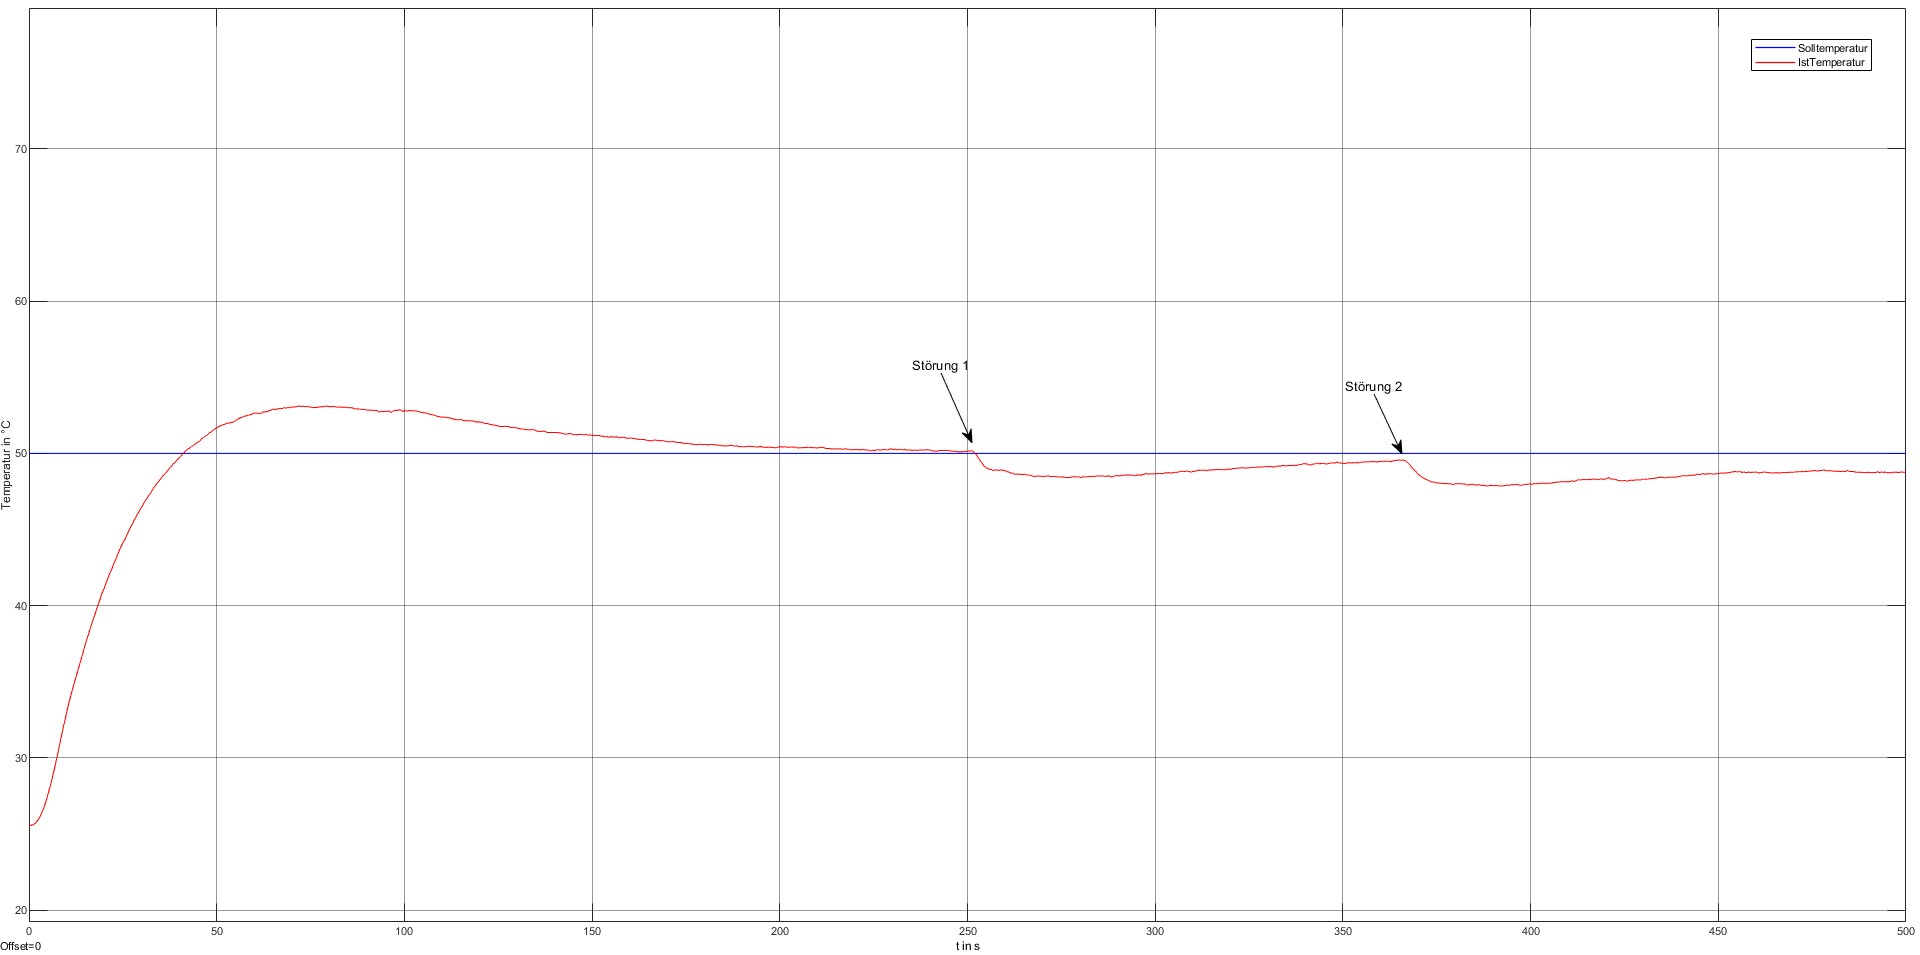 Solltemperatur
IstTemperatur
70
60
Störung 1
Störung 2
50
Temperatur in °C
40
30
20
0 50 100 150 200 250 300 350 400 450 500
Offset=0
t in s